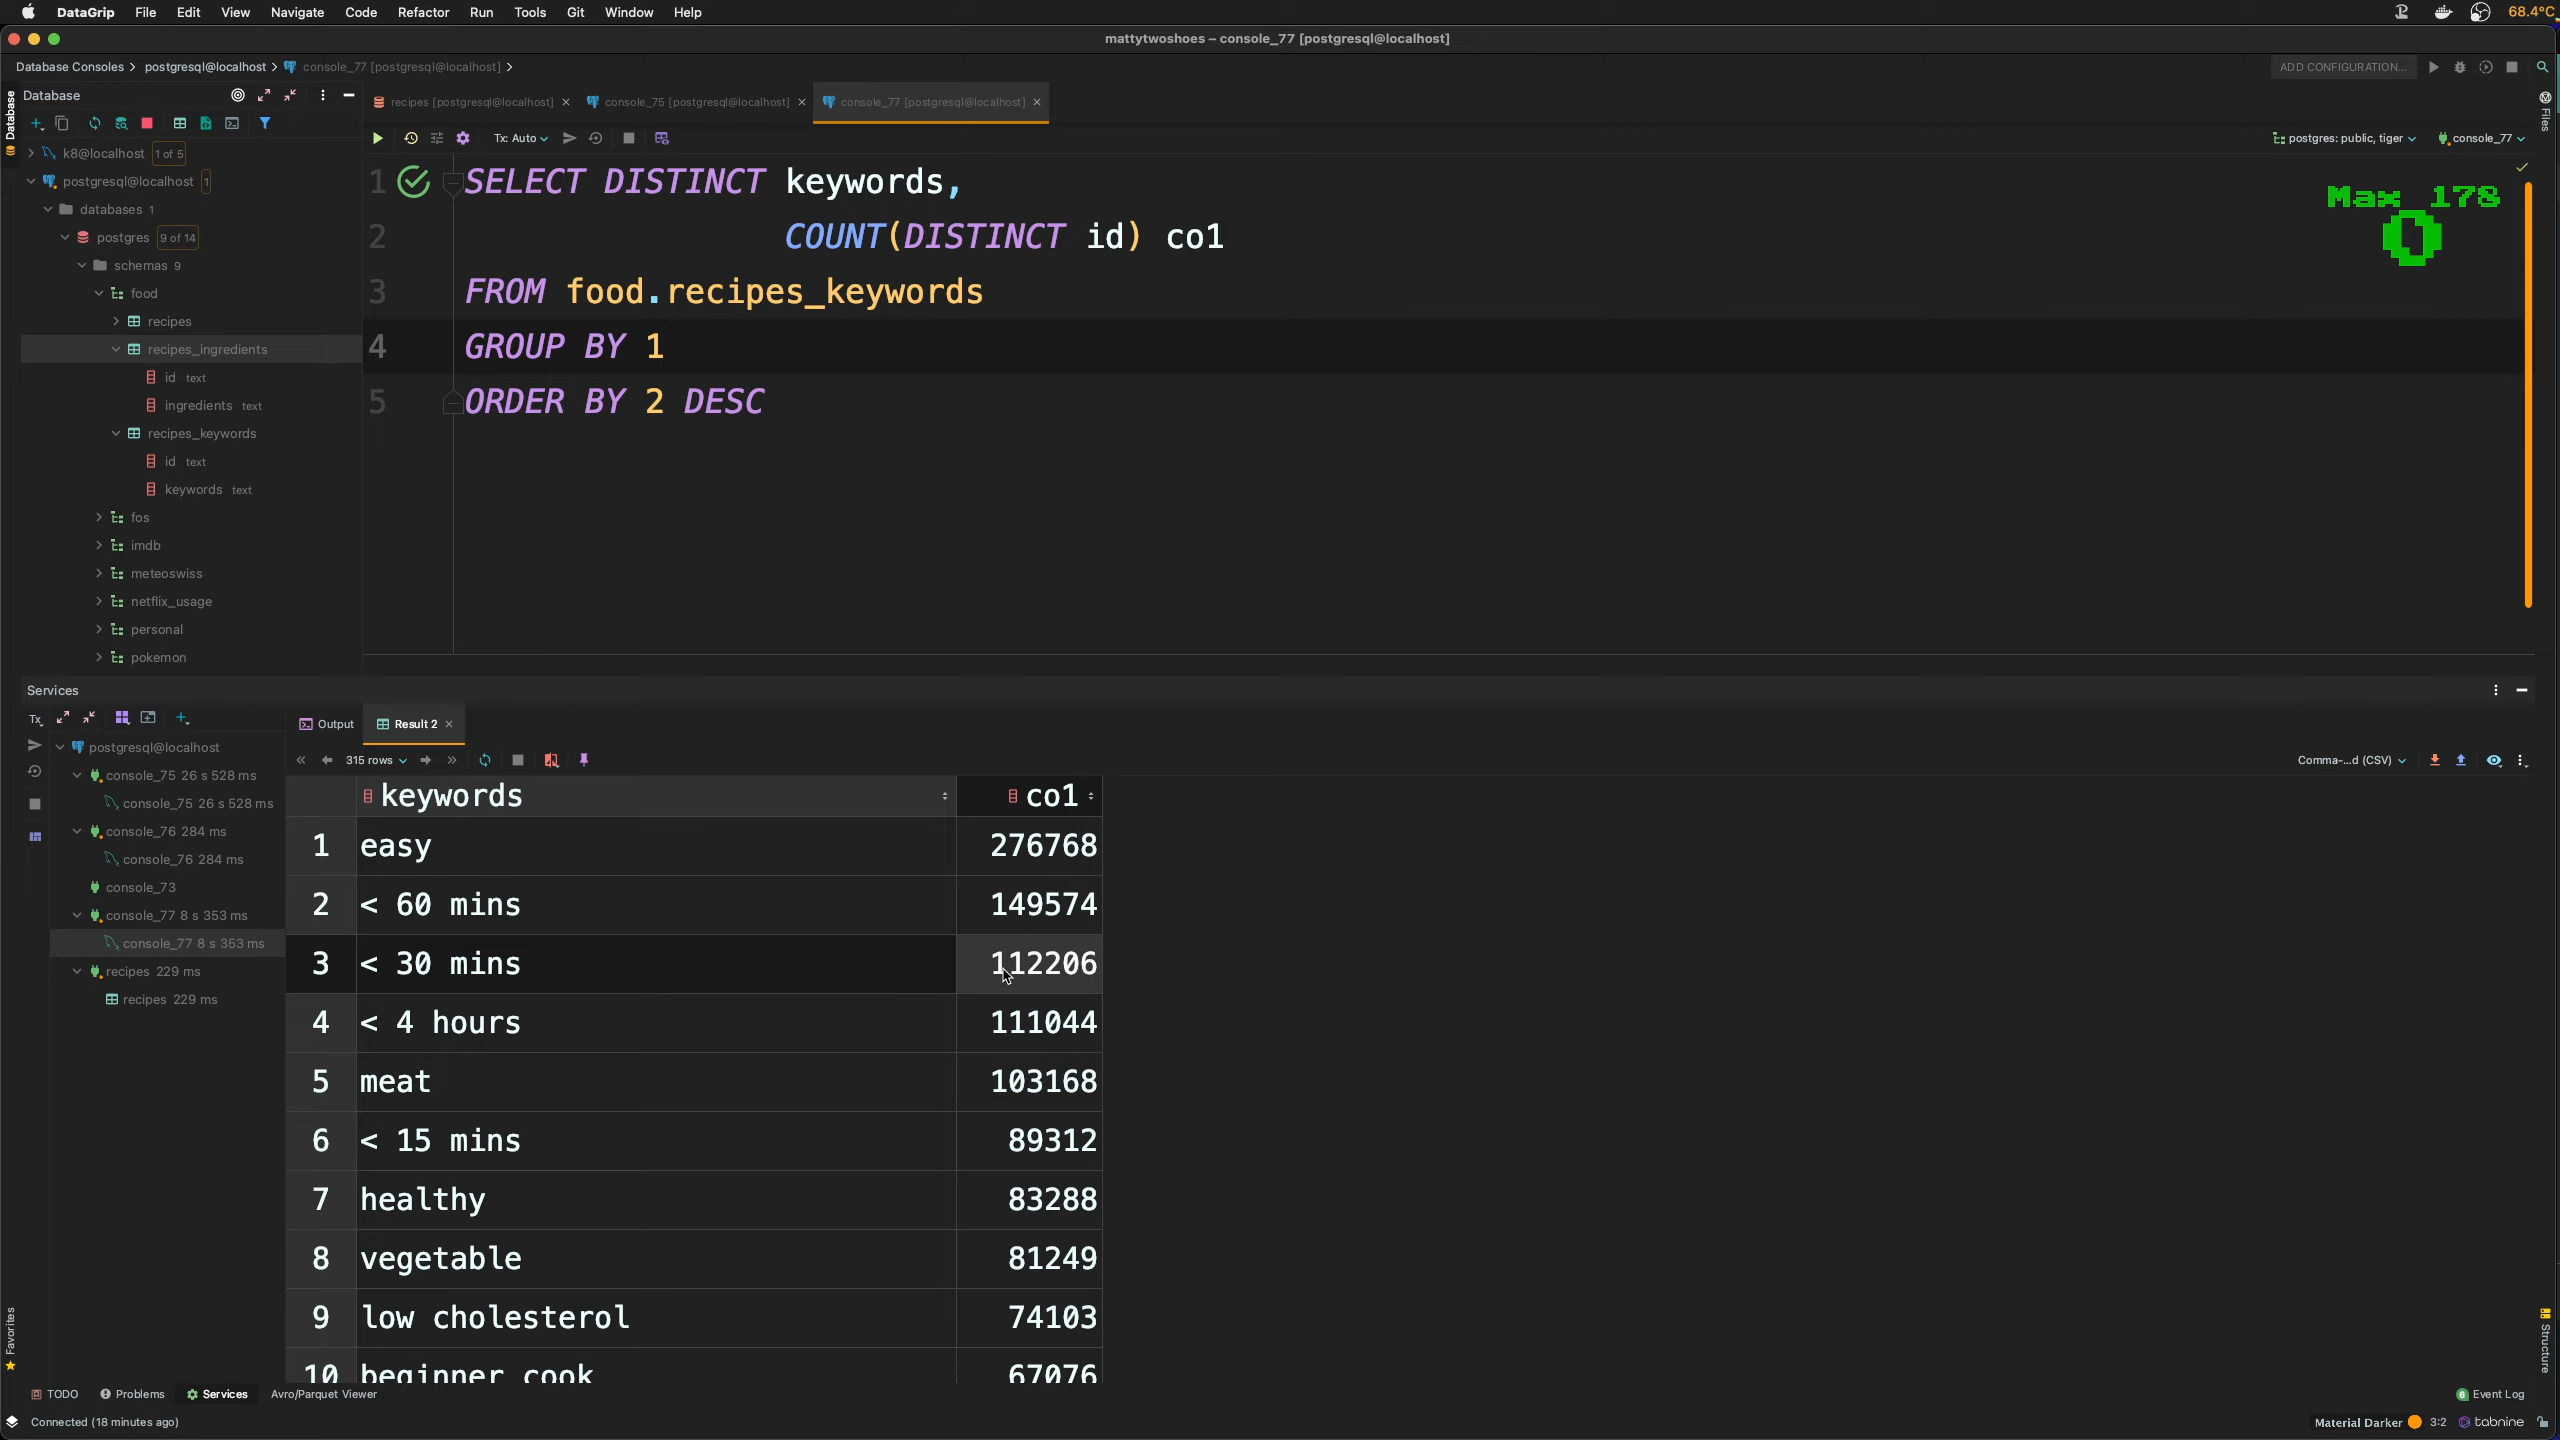 DataGrip File Edit View Navigate Code Refactor Run Tools Git Window Help
68.4°C
mattytwoshoes – console_77 [postgresql@localhost]
Database Consoles postgresql@localhost console_77 [postgresql@localhost]
ADD CONFIGURATION...
Database
Database
Files
recipes [postgresql@localhost] console_75 [postgresql@localhost] console_77 [postgresql@localhost]
Tx: Auto
postgres: public, tiger console_77
k8@localhost 1 of 5
postgresql@localhost 1
databases 1
postgres 9 of 14
schemas 9
food
recipes
recipes_ingredients
id text
ingredients text
recipes_keywords
id text
keywords text
fos
imdb
meteoswiss
netflix_usage
personal
pokemon
1 SELECT DISTINCT keywords,
2 COUNT(DISTINCT id) co1
3 FROM food.recipes_keywords
4 GROUP BY 1
5 ORDER BY 2 DESC
Max 178
0
Services
Tx
postgresql@localhost
console_75 26 s 528 ms
console_75 26 s 528 ms
console_76 284 ms
console_76 284 ms
console_73
console_77 8 s 353 ms
console_77 8 s 353 ms
recipes 229 ms
recipes 229 ms
Output Result 2
315 rows
Comma-...d (CSV)
keywords co1
1 easy 276768
2 < 60 mins 149574
3 < 30 mins 112206
4 < 4 hours 111044
5 meat 103168
6 < 15 mins 89312
7 healthy 83288
8 vegetable 81249
9 low cholesterol 74103
10 beginner cook 67076
Favorites
Structure
TODO Problems Services Avro/Parquet Viewer
6 Event Log
Connected (18 minutes ago)
Material Darker 3:2 tabnine